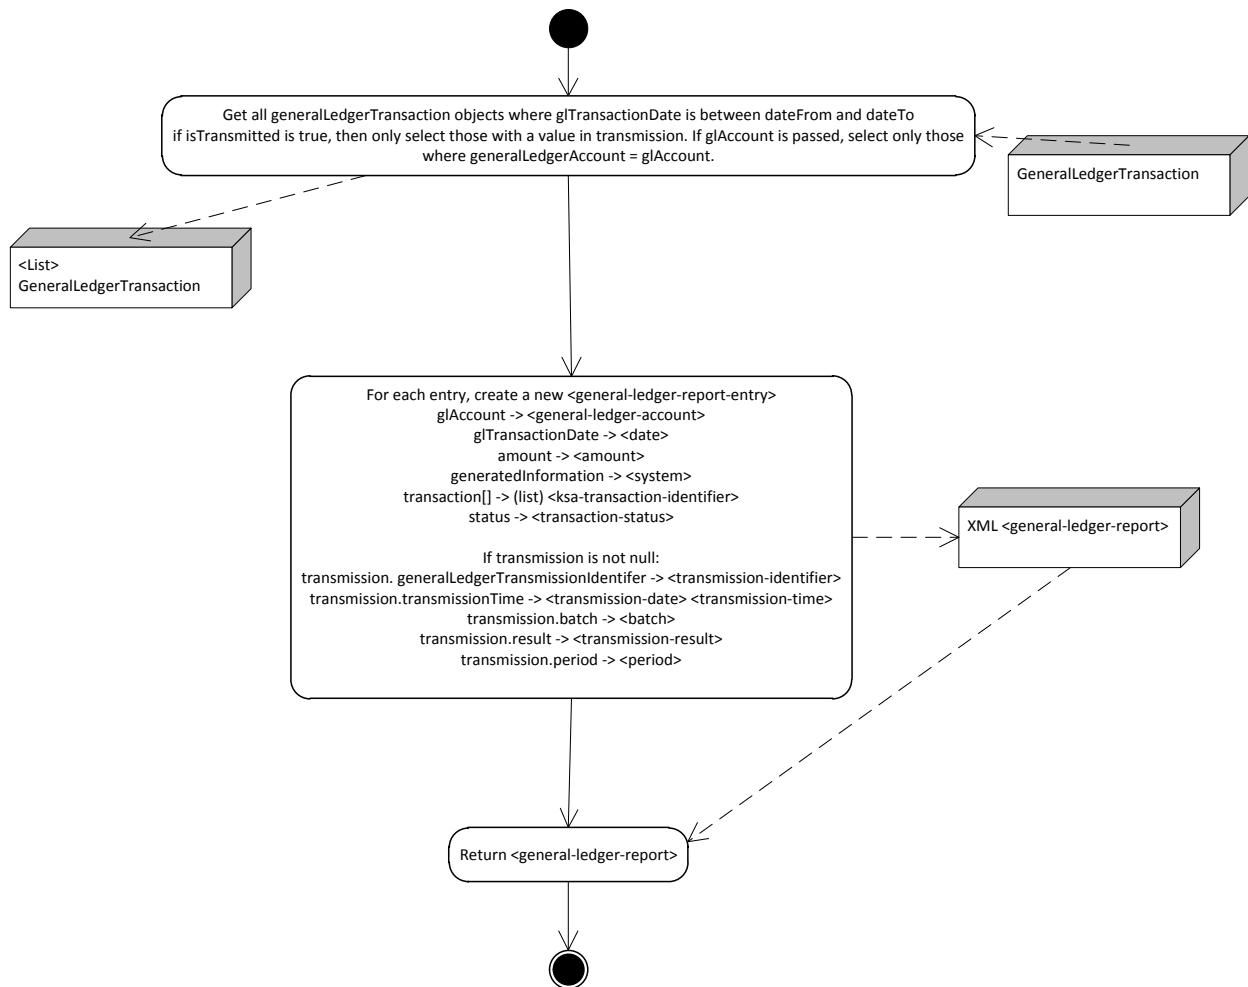 Get all generalLedgerTransaction objects where glTransactionDate is between dateFrom and dateTo
if isTransmitted is true, then only select those with a value in transmission. If glAccount is passed, select only those
where generalLedgerAccount = glAccount.
GeneralLedgerTransaction
<List>
GeneralLedgerTransaction
For each entry, create a new <general-ledger-report-entry>
glAccount -> <general-ledger-account>
glTransactionDate -> <date>
amount -> <amount>
generatedInformation -> <system>
transaction[] -> (list) <ksa-transaction-identifier>
status -> <transaction-status>
If transmission is not null:
transmission. generalLedgerTransmissionIdentifer -> <transmission-identifier>
transmission.transmissionTime -> <transmission-date> <transmission-time>
transmission.batch -> <batch>
transmission.result -> <transmission-result>
transmission.period -> <period>
XML <general-ledger-report>
Return <general-ledger-report>